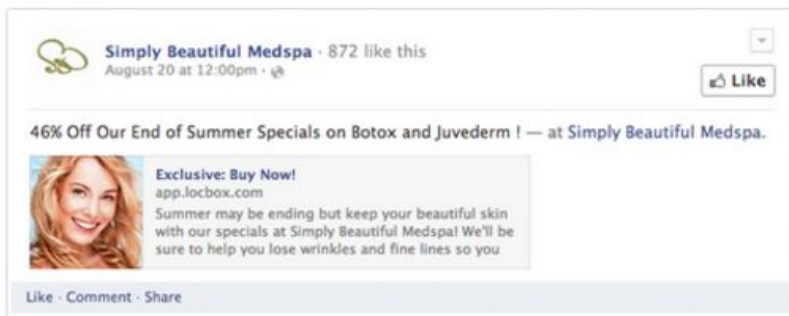 Simply Beautiful Medspa · 872 like this
August 20 at 12:00pm ·
Like
46% Off Our End of Summer Specials on Botox and Juvederm ! — at Simply Beautiful Medspa.
Exclusive: Buy Now!
app.locbox.com
Summer may be ending but keep your beautiful skin
with our specials at Simply Beautiful Medspa! We'll be
sure to help you lose wrinkles and fine lines so you
Like · Comment · Share